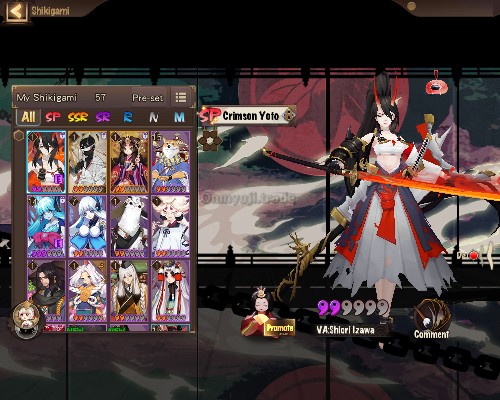 Shikigami
My Shikigami 57 Pre-set
All SP SSR SR R N M
SP Crimson Yoto
Onmyoji.trade
Promote
VA:Shiori Izawa
Comment